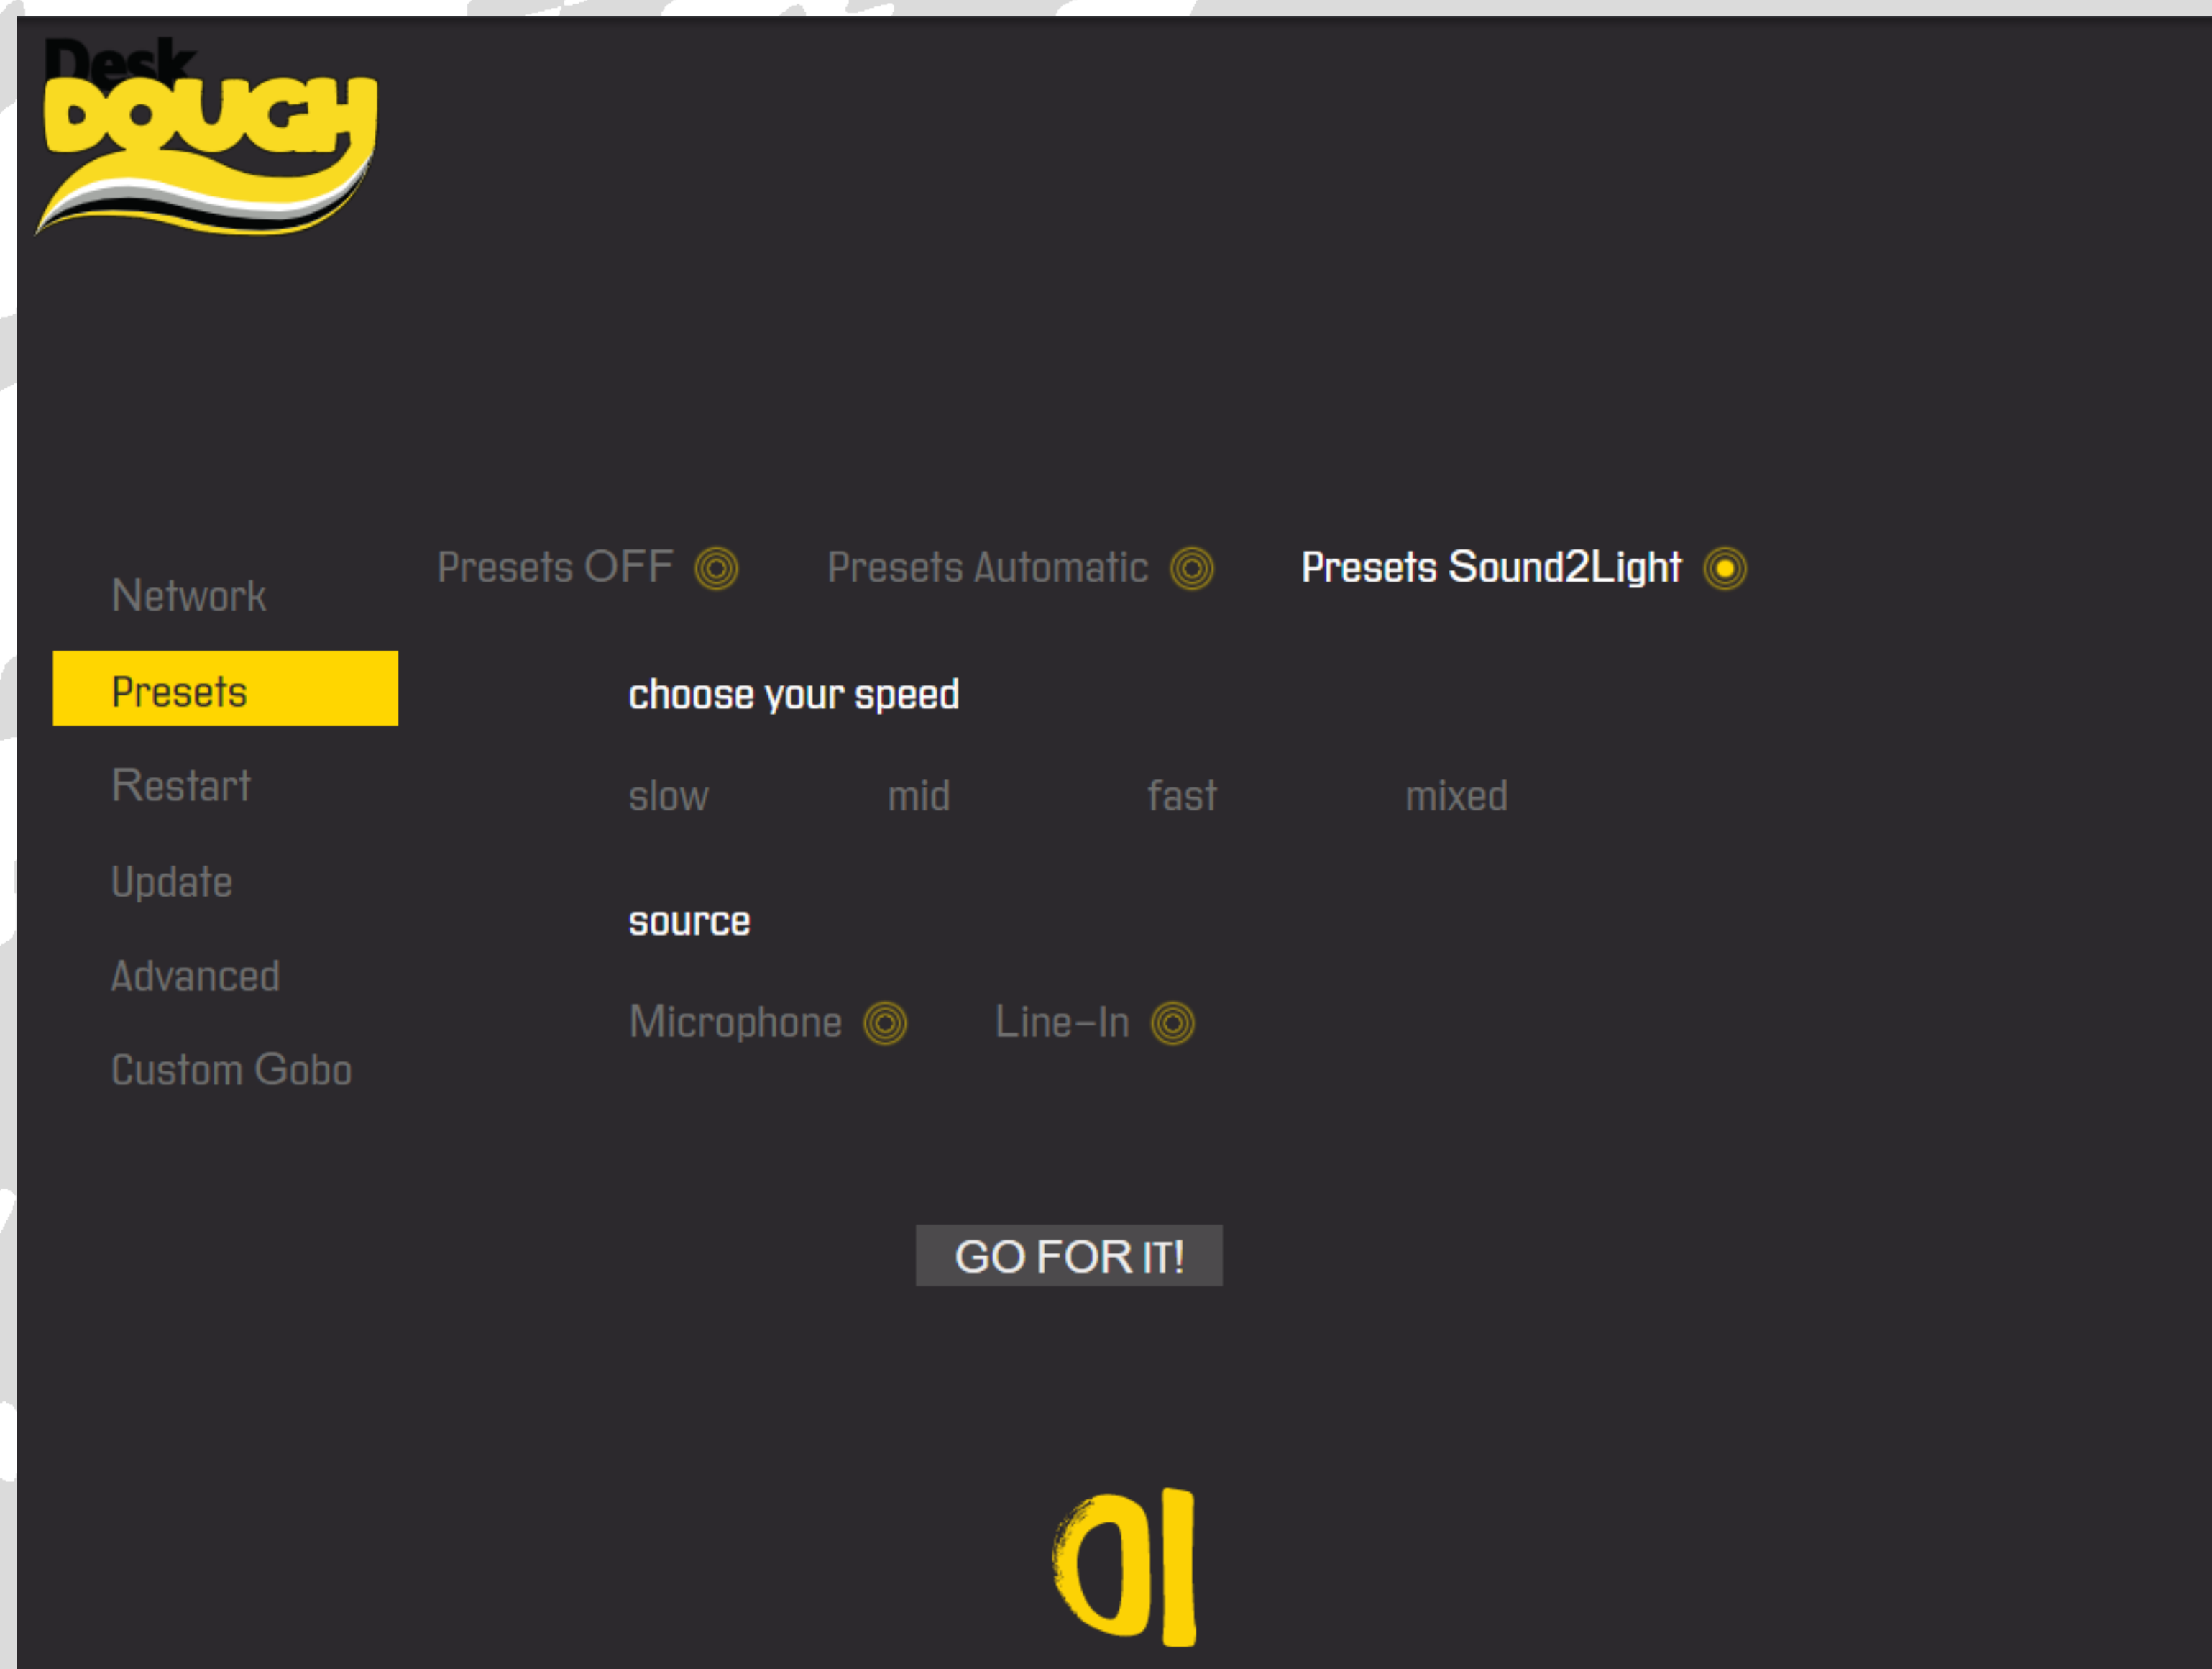 Desk
DOUGH
Presets OFF Presets Automatic Presets Sound2Light
Network
Presets
Restart
Update
Advanced
Custom Gobo
choose your speed
slow mid fast mixed
source
Microphone Line-In
GO FOR IT!